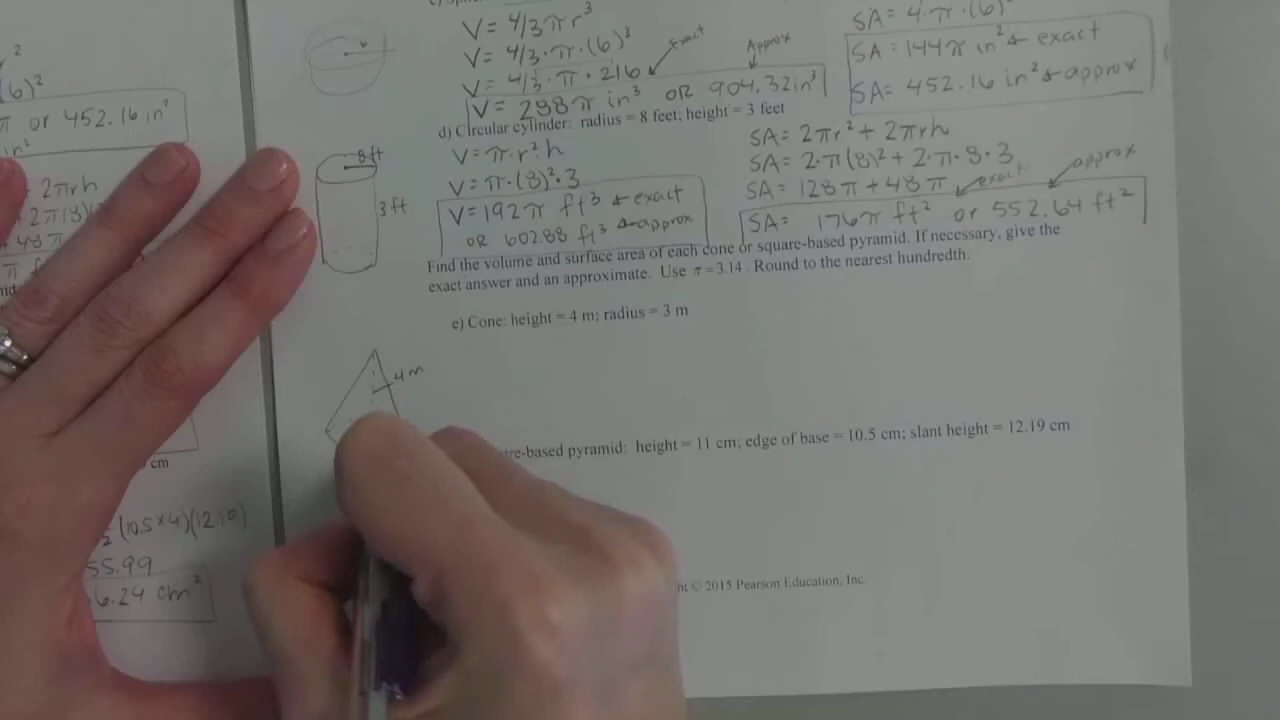 V = 4/3πr³
V = 4/3·π·(6)³
exact
Approx
V = 4/3·π·216
V = 288π in³ OR 904.32in³
SA = 4·π·(6)²
SA = 144π in² exact
SA = 452.16 in² approx
d) Circular cylinder: radius = 8 feet; height = 3 feet
8ft
3ft
V = π·r²·h
V = π·(8)²·3
V = 192π ft³ exact
OR 602.88 ft³ approx
SA = 2πr² + 2πrh
SA = 2·π(8)² + 2·π·8·3
approx
SA = 128π + 48π exact
SA = 176π ft² or 552.64 ft²
Find the volume and surface area of each cone or square-based pyramid. If necessary, give the
exact answer and an approximate. Use π = 3.14. Round to the nearest hundredth.
e) Cone: height = 4 m; radius = 3 m
4m
-based pyramid: height = 11 cm; edge of base = 10.5 cm; slant height = 12.19 cm
© 2015 Pearson Education, Inc
(6)²
or 452.16 in²
in²
2πrh
cm
(10.5×4)(12.19)
55.99
6.24 cm²